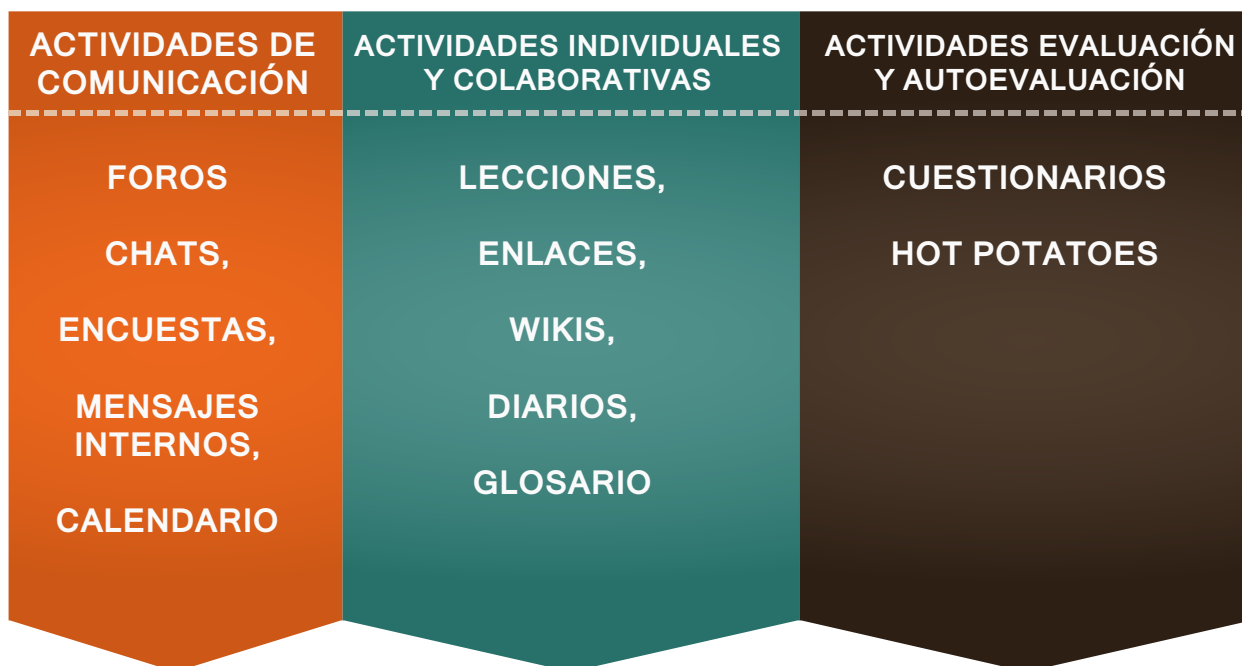 ACTIVIDADES DE
COMUNICACIÓN
FOROS
CHATS,
ENCUESTAS,
MENSAJES
INTERNOS,
CALENDARIO
ACTIVIDADES INDIVIDUALES
Y COLABORATIVAS
LECCIONES,
ENLACES,
WIKIS,
DIARIOS,
GLOSARIO
ACTIVIDADES EVALUACIÓN
Y AUTOEVALUACIÓN
CUESTIONARIOS
HOT POTATOES